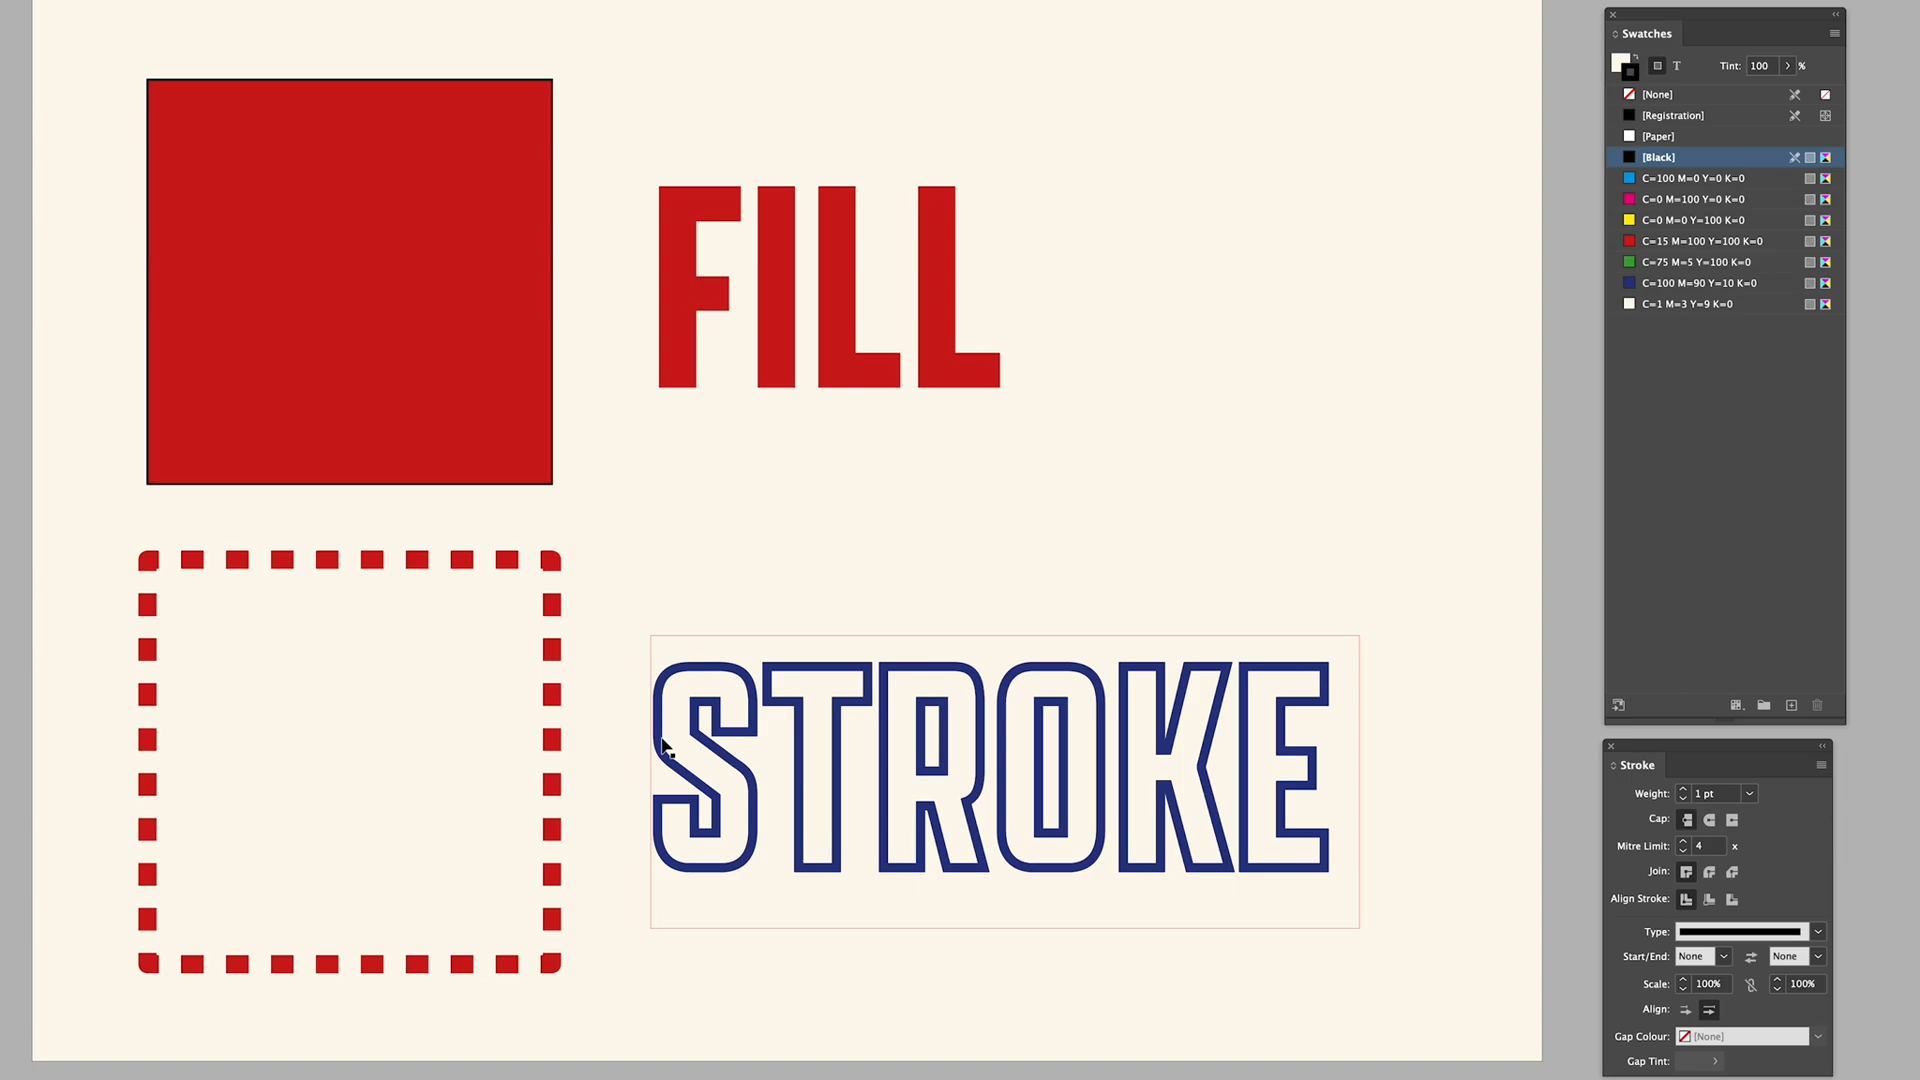 Swatches
T
Tint: 100 %
[None]
[Registration]
[Paper]
[Black]
C=100 M=0 Y=0 K=0
C=0 M=100 Y=0 K=0
C=0 M=0 Y=100 K=0
C=15 M=100 Y=100 K=0
C=75 M=5 Y=100 K=0
C=100 M=90 Y=10 K=0
C=1 M=3 Y=9 K=0
FILL
STROKE
Stroke
Weight: 1 pt
Cap:
Mitre Limit: 4 x
Join:
Align Stroke:
Type:
Start/End: None None
Scale: 100% 100%
Align:
Gap Colour: [None]
Gap Tint: